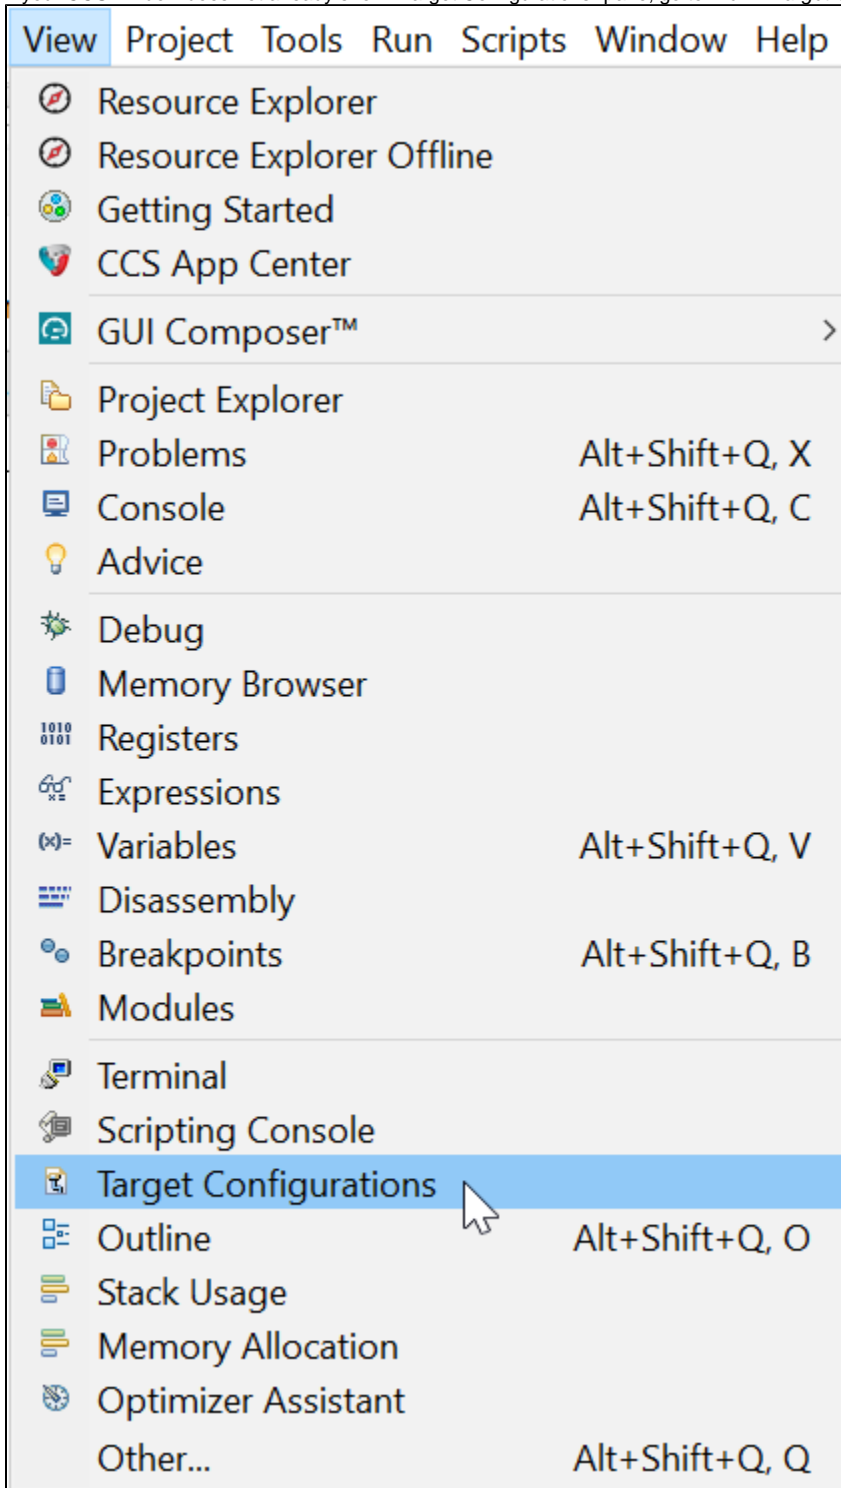 View Project Tools Run Scripts Window Help
Resource Explorer
Resource Explorer Offline
Getting Started
CCS App Center
GUI Composer™
Project Explorer
Problems Alt+Shift+Q, X
Console Alt+Shift+Q, C
Advice
Debug
Memory Browser
Registers
Expressions
Variables Alt+Shift+Q, V
Disassembly
Breakpoints Alt+Shift+Q, B
Modules
Terminal
Scripting Console
Target Configurations
Outline Alt+Shift+Q, O
Stack Usage
Memory Allocation
Optimizer Assistant
Other... Alt+Shift+Q, Q